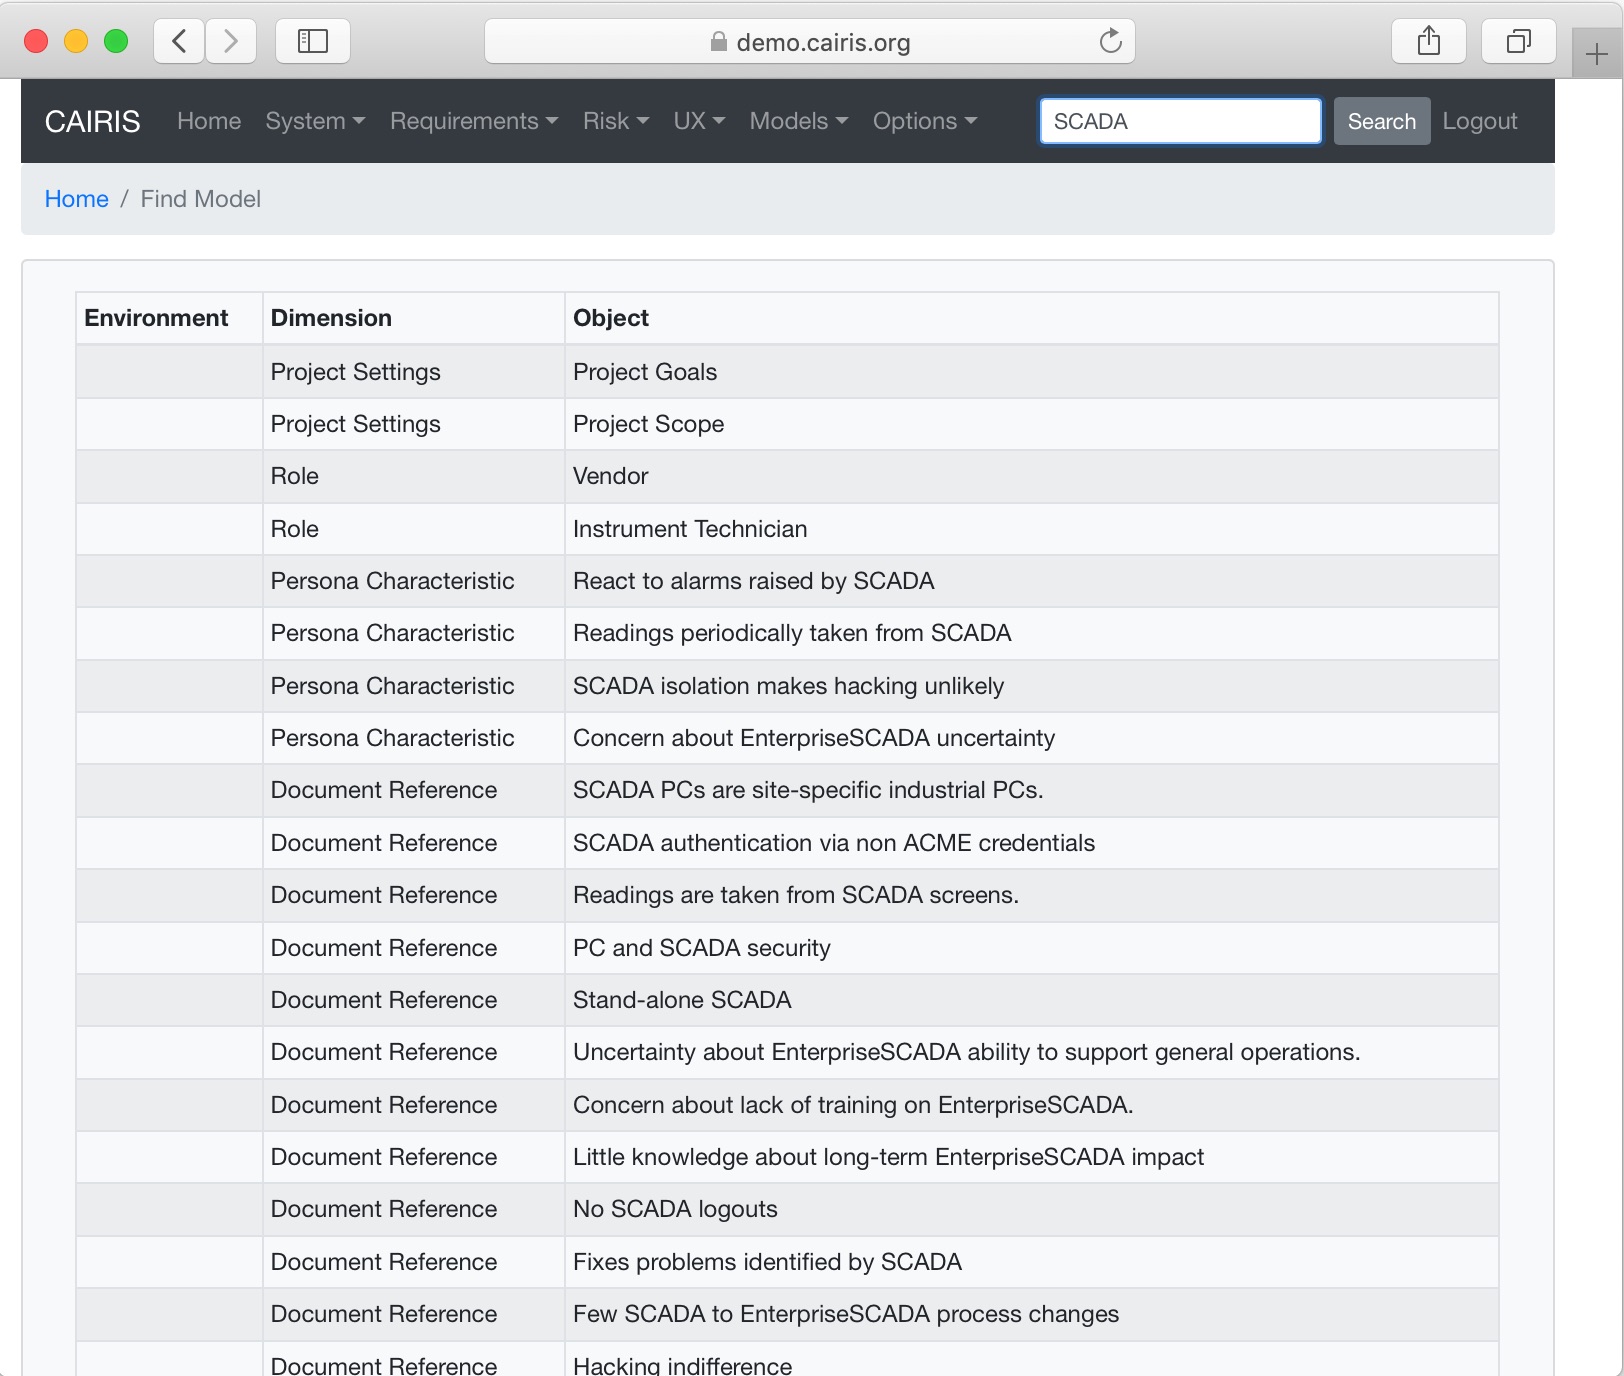 demo.cairis.org
CAIRIS Home System Requirements Risk UX Models Options SCADA Search Logout
Home / Find Model
Environment Dimension Object
Project Settings Project Goals
Project Settings Project Scope
Role Vendor
Role Instrument Technician
Persona Characteristic React to alarms raised by SCADA
Persona Characteristic Readings periodically taken from SCADA
Persona Characteristic SCADA isolation makes hacking unlikely
Persona Characteristic Concern about EnterpriseSCADA uncertainty
Document Reference SCADA PCs are site-specific industrial PCs.
Document Reference SCADA authentication via non ACME credentials
Document Reference Readings are taken from SCADA screens.
Document Reference PC and SCADA security
Document Reference Stand-alone SCADA
Document Reference Uncertainty about EnterpriseSCADA ability to support general operations.
Document Reference Concern about lack of training on EnterpriseSCADA.
Document Reference Little knowledge about long-term EnterpriseSCADA impact
Document Reference No SCADA logouts
Document Reference Fixes problems identified by SCADA
Document Reference Few SCADA to EnterpriseSCADA process changes
Document Reference Hacking indifference